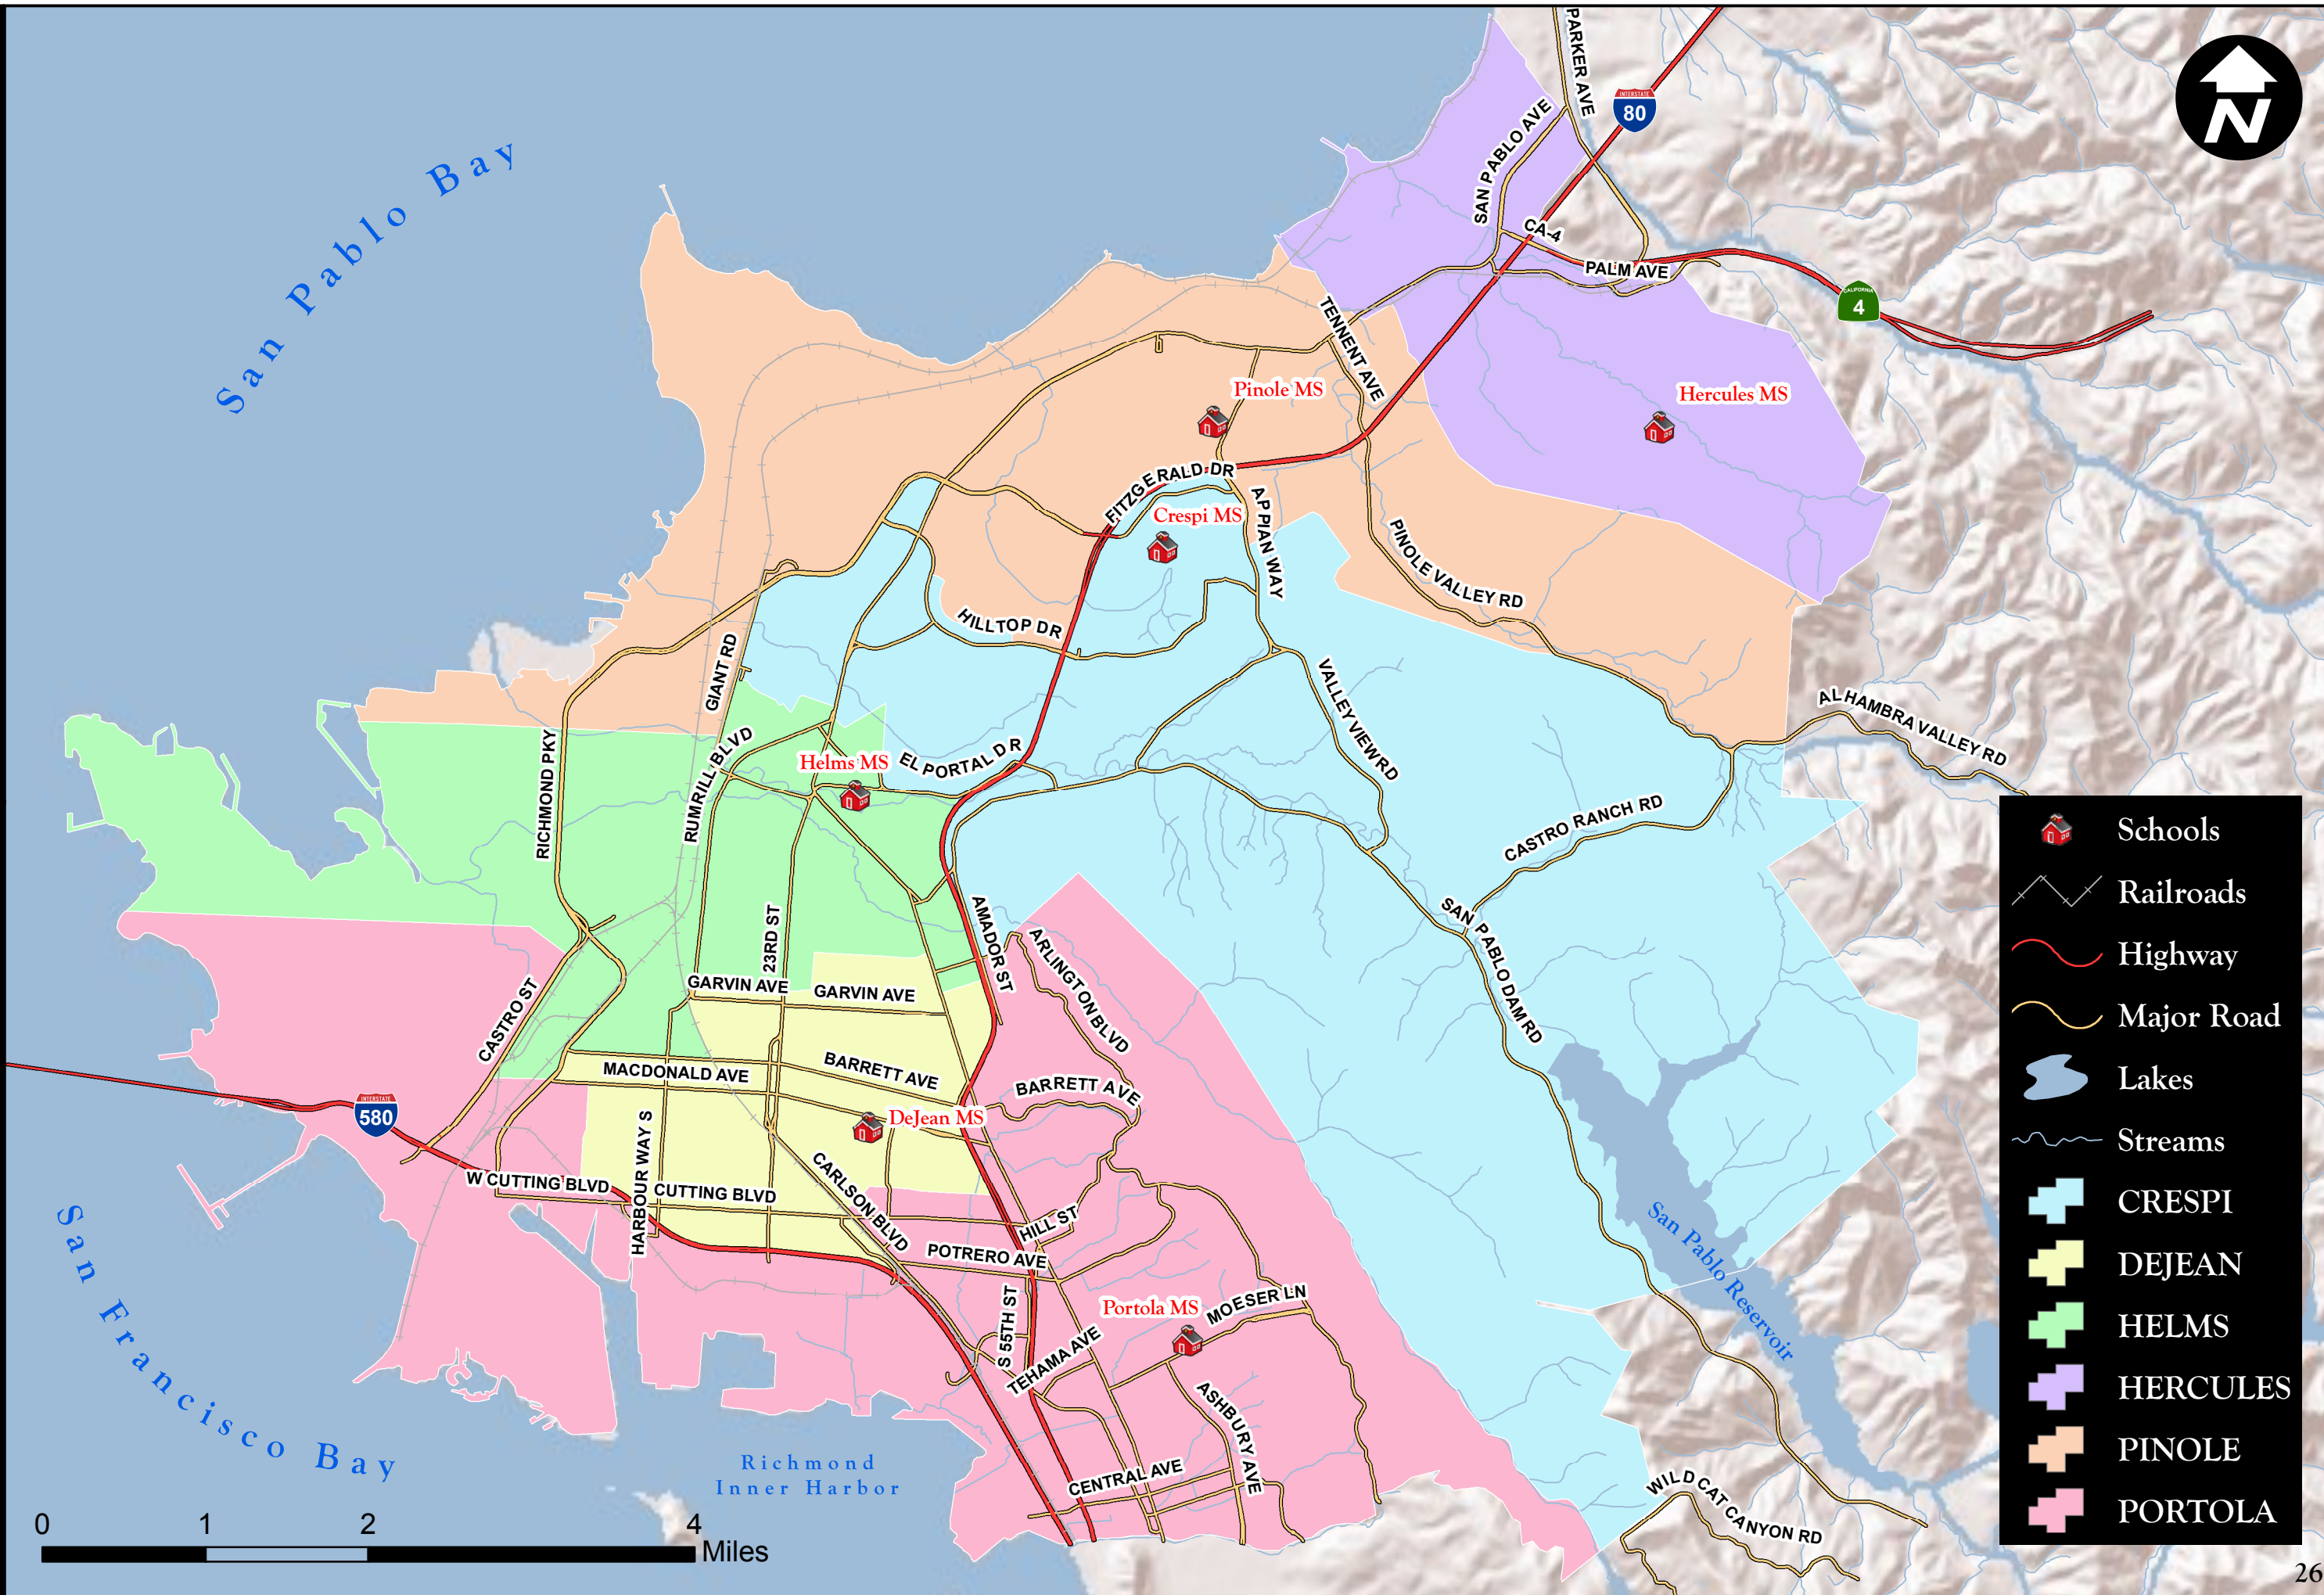 PARKER AVE
INTERSTATE
80
N
San Pablo Bay
SAN PABLO AVE
CA-4
PALM AVE
CALIFORNIA
4
TENNENT AVE
Pinole MS
Hercules MS
FITZGERALD DR
Crespi MS
APPIAN WAY
PINOLE VALLEY RD
HILLTOP DR
GIANT RD
VALLEY VIEW RD
ALHAMBRA VALLEY RD
RICHMOND PKY
RUMRILL BLVD
Helms MS
EL PORTAL DR
CASTRO RANCH RD
23RD ST
AMADOR ST
ARLINGTON BLVD
SAN PABLO DAM RD
GARVIN AVE
GARVIN AVE
CASTRO ST
MACDONALD AVE
BARRETT AVE
BARRETT AVE
INTERSTATE
580
DeJean MS
HARBOUR WAY S
W CUTTING BLVD
CUTTING BLVD
CARLSON BLVD
HILL ST
POTRERO AVE
San Pablo Reservoir
S 55TH ST
Portola MS
MOESER LN
TEHAMA AVE
ASHBURY AVE
San Francisco Bay
Richmond
Inner Harbor
CENTRAL AVE
WILDCAT CANYON RD
0 1 2 4
Miles
Schools
Railroads
Highway
Major Road
Lakes
Streams
CRESPI
DEJEAN
HELMS
HERCULES
PINOLE
PORTOLA
26